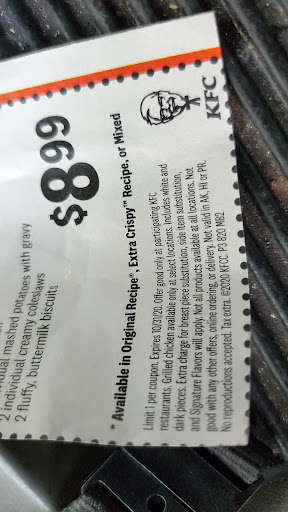 mashed potatoes with gravy
2 individual creamy coleslaws
2 fluffy, buttermilk biscuits
$8.99
* Available in Original Recipe®, Extra Crispy™ Recipe, or Mixed
Limit 1 per coupon. Expires 10/31/20. Offer good only at participating KFC
restaurants. Grilled chicken available only at select locations. Includes white and
dark pieces. Extra charge for breast piece substitution, side item substitution,
and Signature Flavors will apply. Not all products available at all locations. Not
good with any other offers, online ordering, or delivery. Not valid in AK, HI or PR.
No reproductions accepted. Tax extra. ©2020 KFCC. P3 820 MB2
KFC